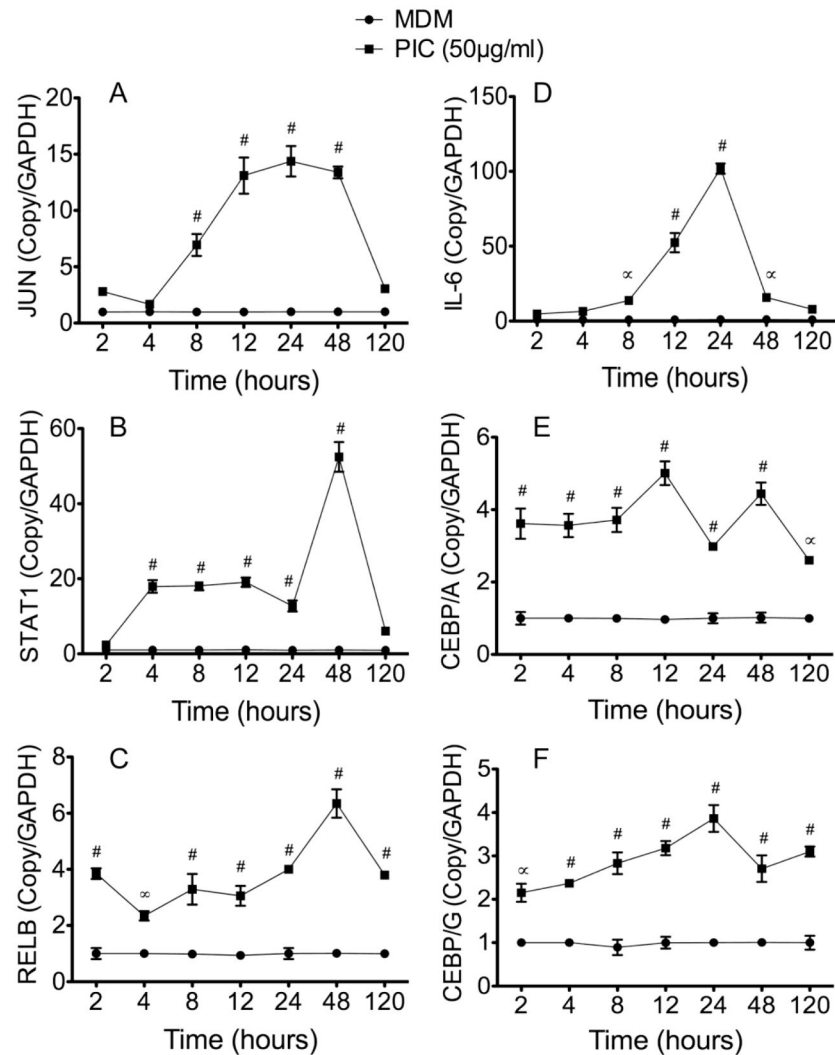 MDM
PIC (50µg/ml)
A
JUN (Copy/GAPDH)
20
15
10
5
0
# # # # 
2 4 8 12 24 48 120
Time (hours)
D
IL-6 (Copy/GAPDH)
150
100
50
0
∝ # # ∝
2 4 8 12 24 48 120
Time (hours)
B
STAT1 (Copy/GAPDH)
60
40
20
0
# # # # #
2 4 8 12 24 48 120
Time (hours)
E
CEBP/A (Copy/GAPDH)
6
4
2
0
# # # # # # ∝
2 4 8 12 24 48 120
Time (hours)
C
RELB (Copy/GAPDH)
8
6
4
2
0
# ∝ # # # # #
2 4 8 12 24 48 120
Time (hours)
F
CEBP/G (Copy/GAPDH)
5
4
3
2
1
0
∝ # # # # # #
2 4 8 12 24 48 120
Time (hours)